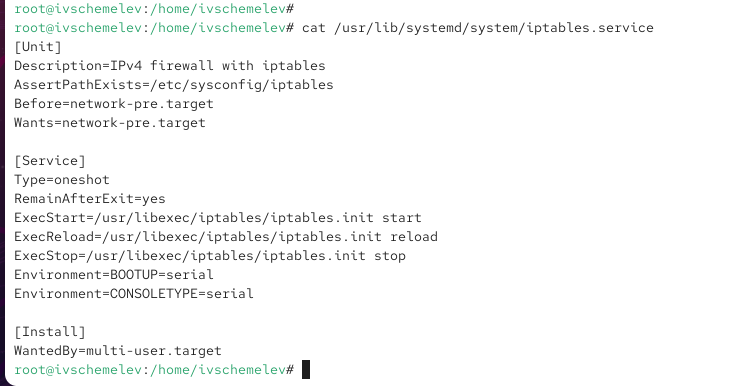 root@ivschemelev:/home/ivschemelev#
root@ivschemelev:/home/ivschemelev# cat /usr/lib/systemd/system/iptables.service
[Unit]
Description=IPv4 firewall with iptables
AssertPathExists=/etc/sysconfig/iptables
Before=network-pre.target
Wants=network-pre.target

[Service]
Type=oneshot
RemainAfterExit=yes
ExecStart=/usr/libexec/iptables/iptables.init start
ExecReload=/usr/libexec/iptables/iptables.init reload
ExecStop=/usr/libexec/iptables/iptables.init stop
Environment=BOOTUP=serial
Environment=CONSOLETYPE=serial

[Install]
WantedBy=multi-user.target
root@ivschemelev:/home/ivschemelev#